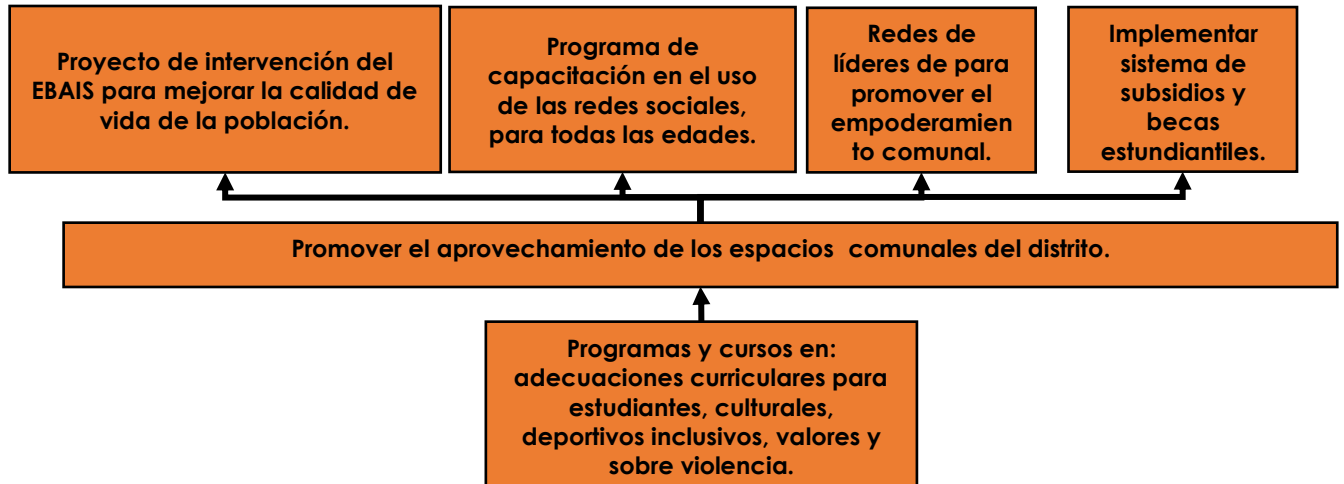 Proyecto de intervención del
EBAIS para mejorar la calidad de
vida de la población.
Programa de
capacitación en el uso
de las redes sociales,
para todas las edades.
Redes de
líderes de para
promover el
empoderamien
to comunal.
Implementar
sistema de
subsidios y
becas
estundiantiles.
Promover el aprovechamiento de los espacios comunales del distrito.
Programas y cursos en:
adecuaciones curriculares para
estudiantes, culturales,
deportivos inclusivos, valores y
sobre violencia.